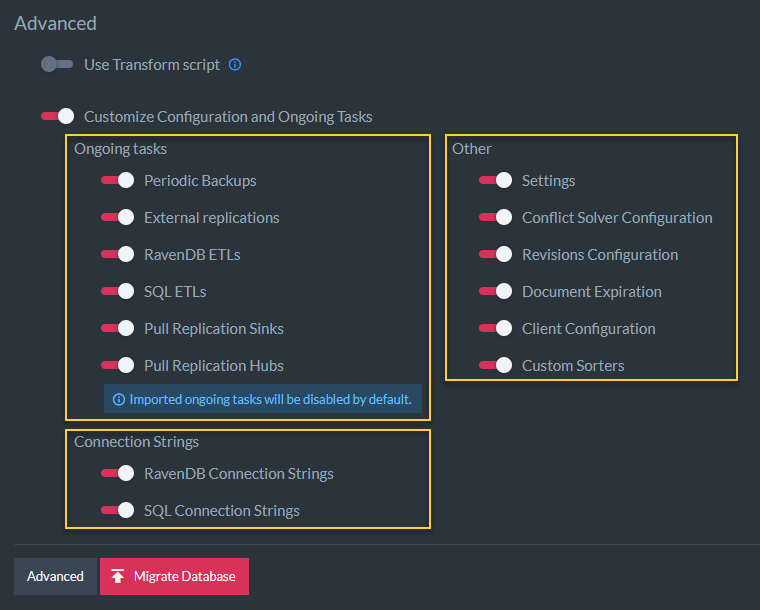 Advanced
Use Transform script
Customize Configuration and Ongoing Tasks
Ongoing tasks
Periodic Backups
External replications
RavenDB ETLs
SQL ETLs
Pull Replication Sinks
Pull Replication Hubs
Imported ongoing tasks will be disabled by default.
Connection Strings
RavenDB Connection Strings
SQL Connection Strings
Other
Settings
Conflict Solver Configuration
Revisions Configuration
Document Expiration
Client Configuration
Custom Sorters
Advanced
Migrate Database